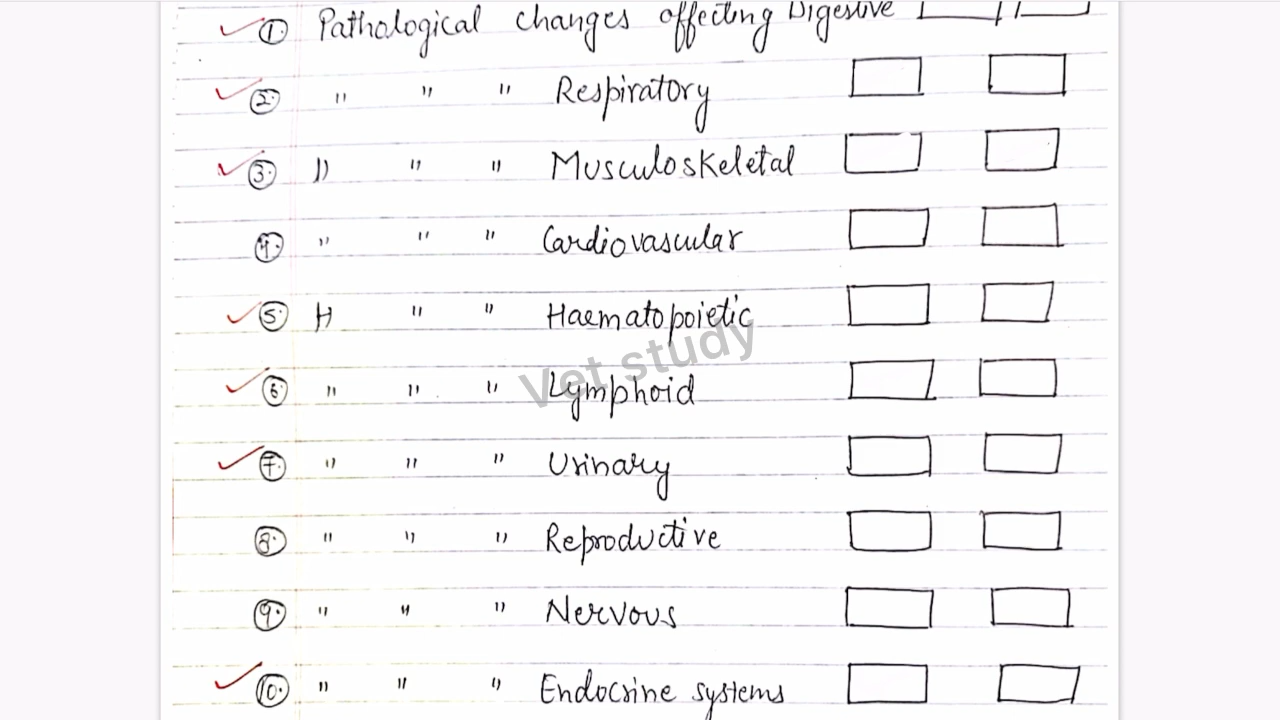 1. Pathological changes affecting Digestive
2. " " " Respiratory
3. " " " Musculoskeletal
4. " " " Cardiovascular
5. " " " Haematopoietic
Vet study
6. " " " Lymphoid
7. " " " Urinary
8. " " " Reproductive
9. " " " Nervous
10. " " " Endocrine systems